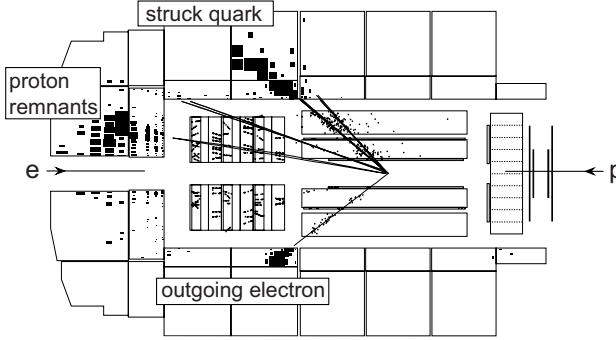 struck quark
proton
remnants
e
p
outgoing electron